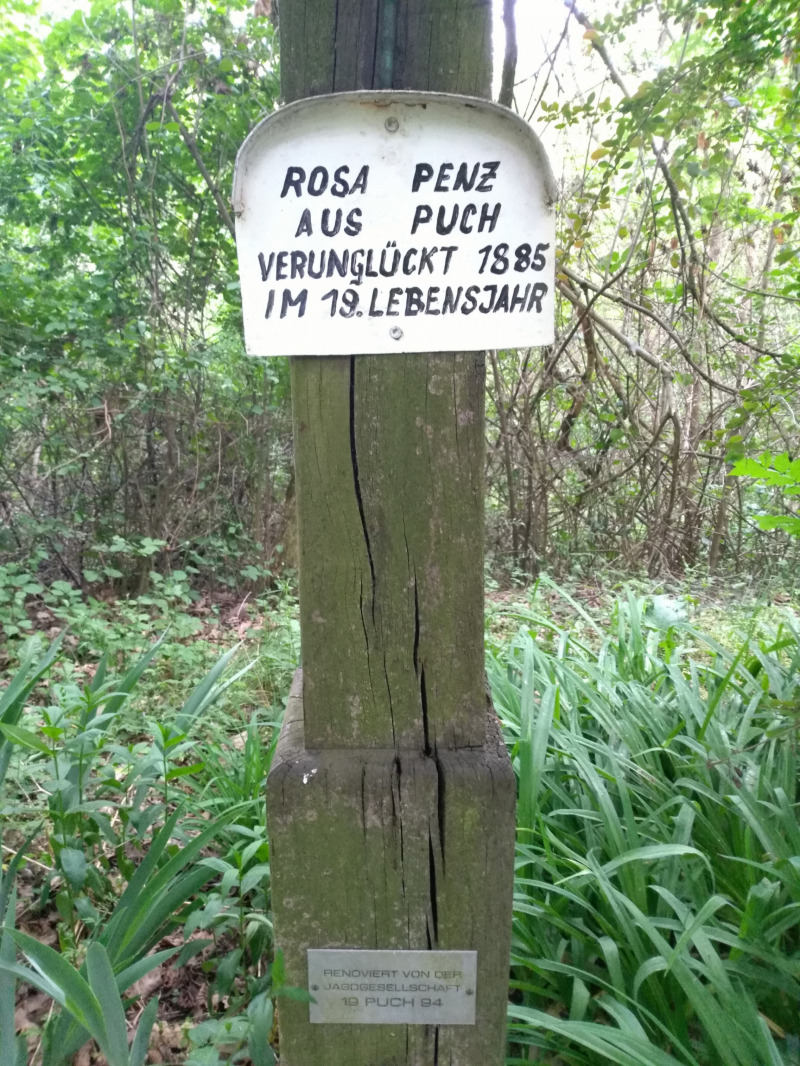 ROSA PENZ
AUS PUCH
VERUNGLÜCKT 1885
IM 19. LEBENSJAHR
RENOVIERT VON DER
JAGDGESELLSCHAFT
19 PUCH 94